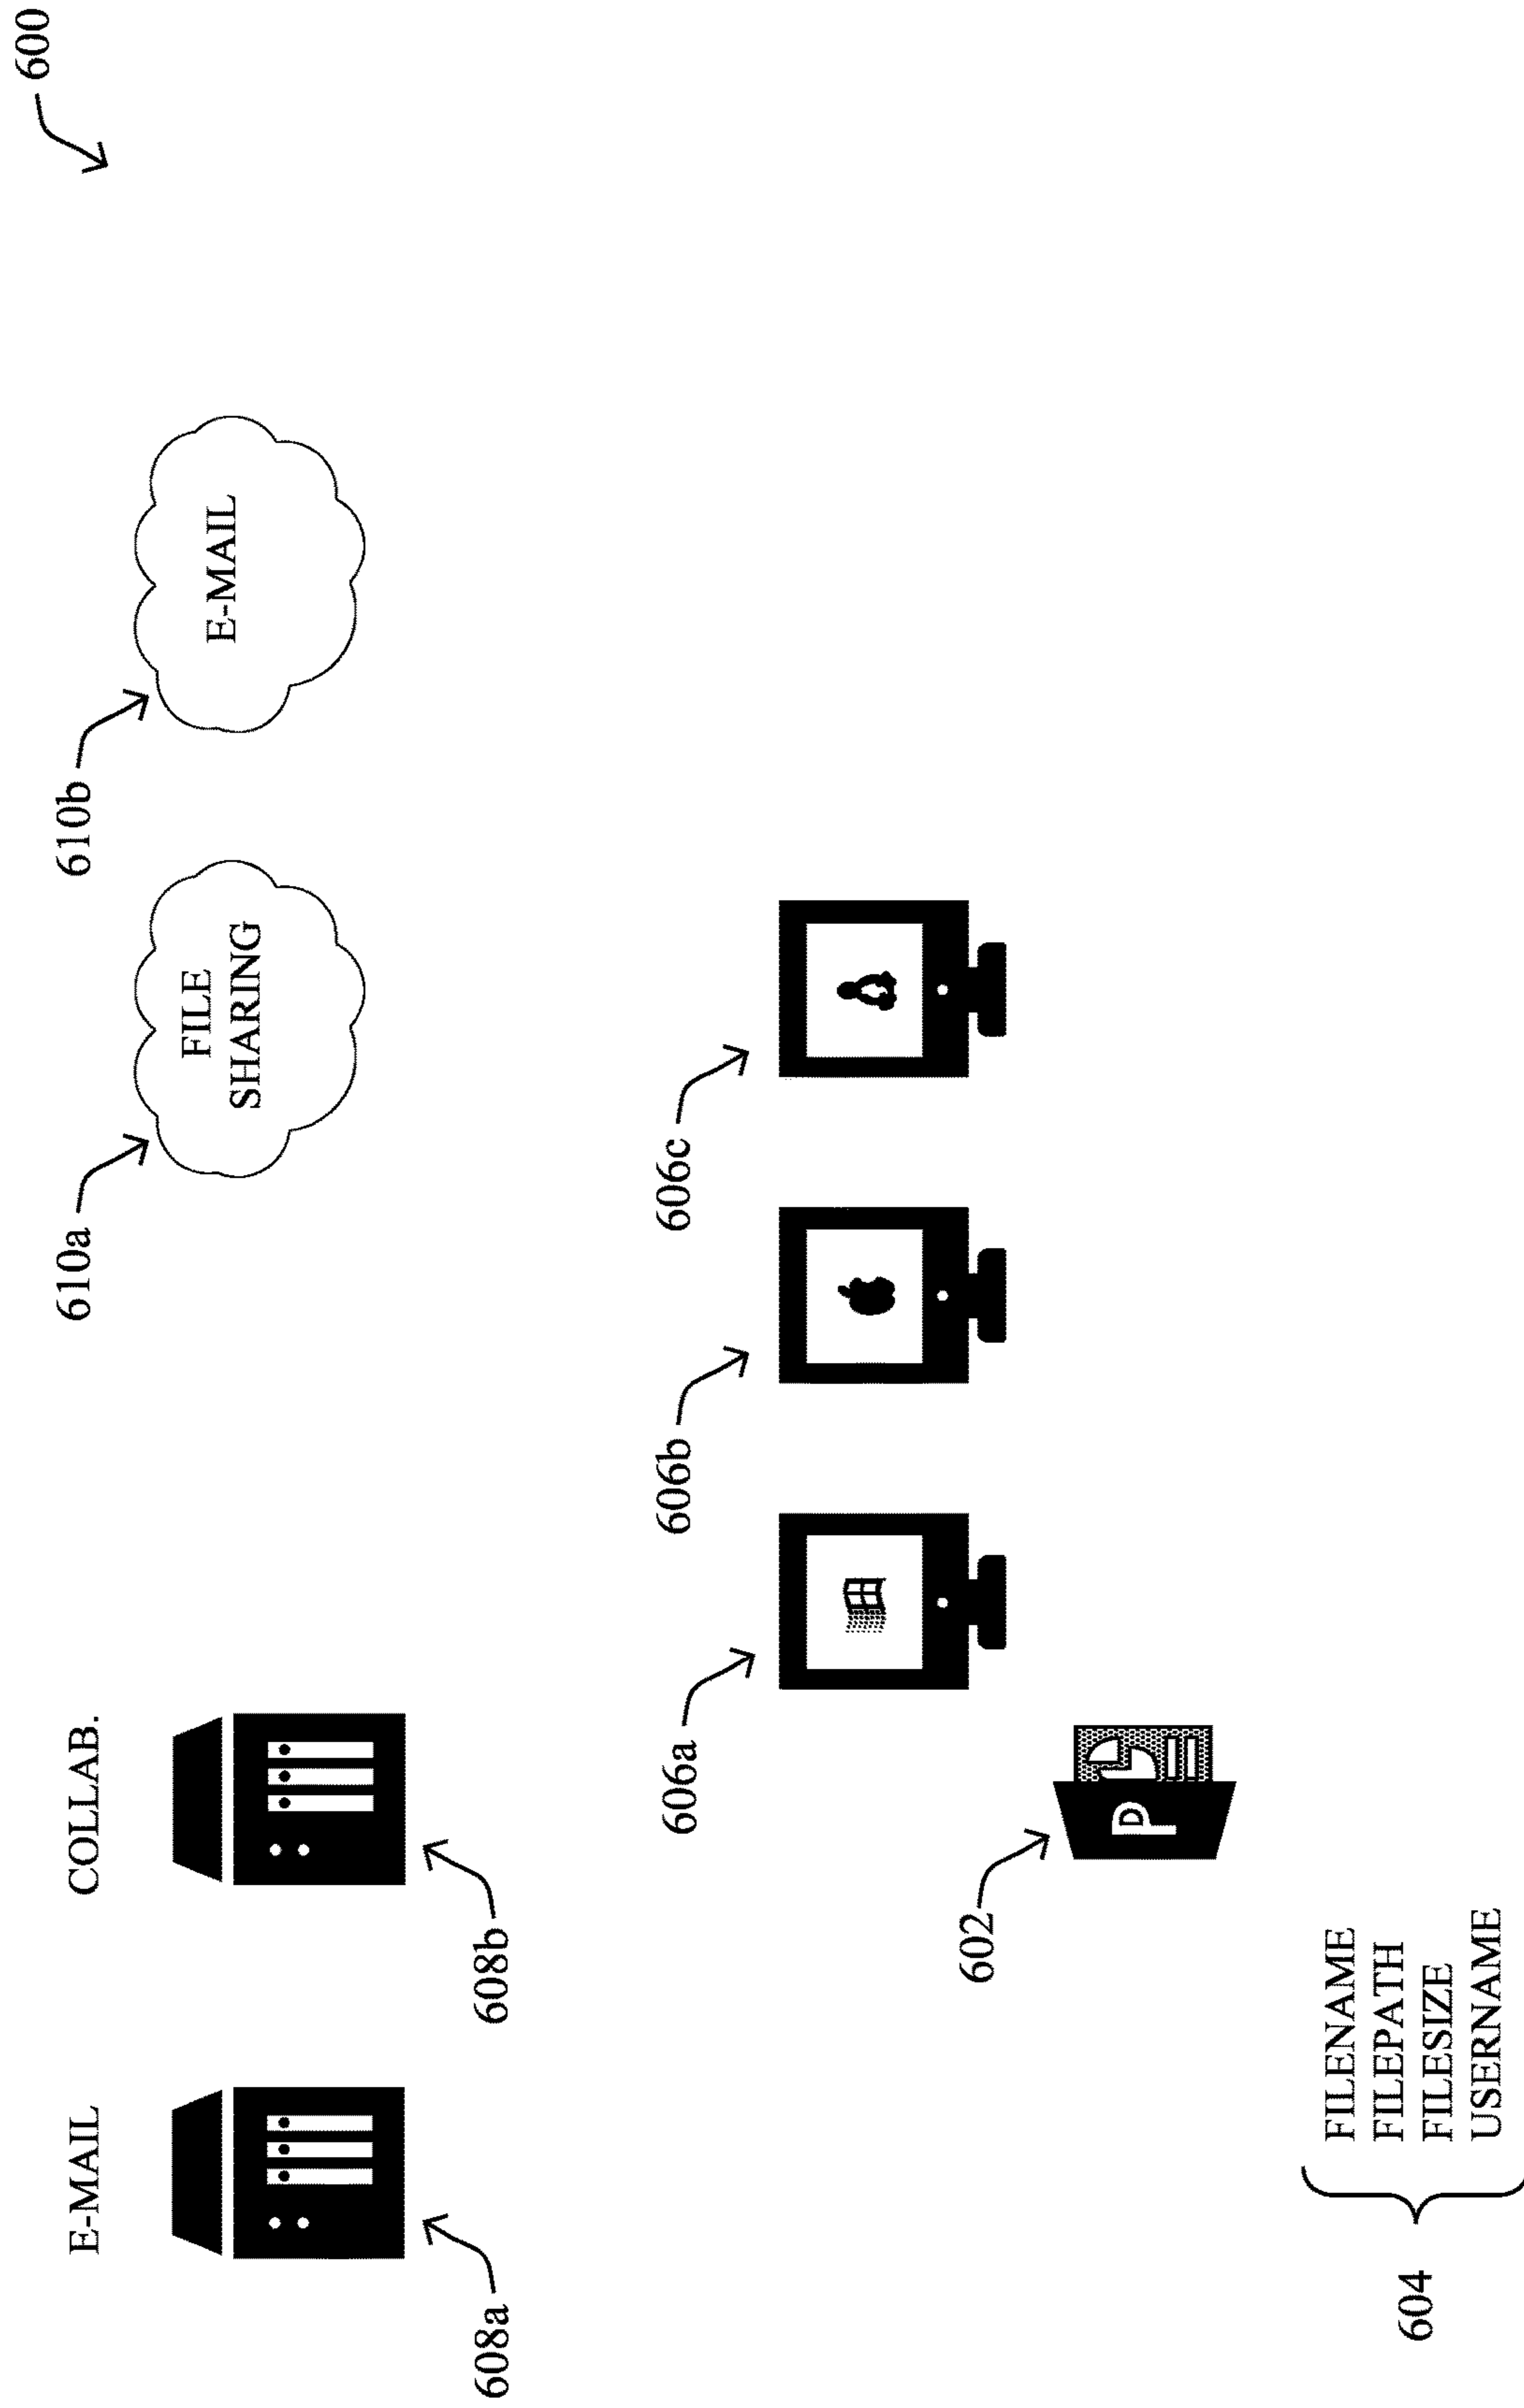 600
E-MAIL
COLLAB.
610a
610b
FILE
SHARING
E-MAIL
608a
608b
606a
606b
606c
602
P
604
FILENAME
FILEPATH
FILESIZE
USERNAME